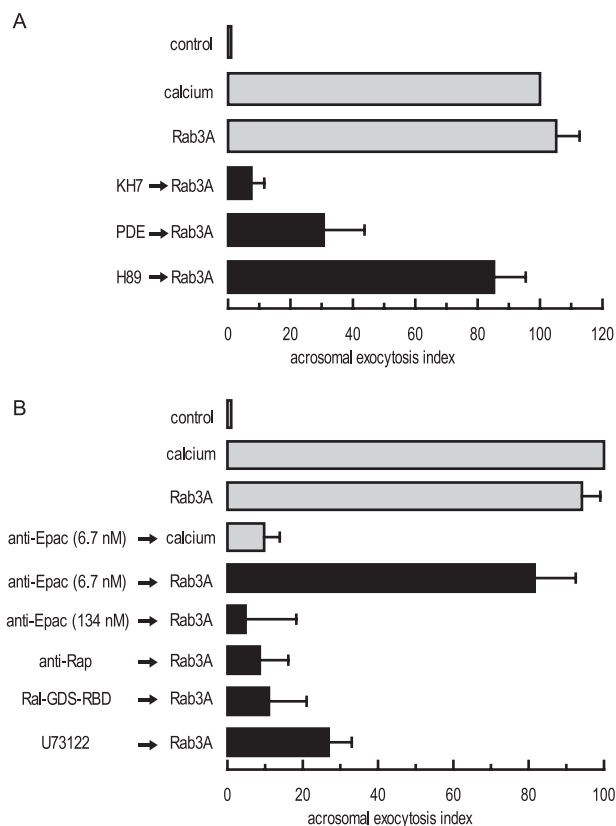 A
control
calcium
Rab3A
KH7 → Rab3A
PDE → Rab3A
H89 → Rab3A
0 20 40 60 80 100 120
acrosomal exocytosis index
B
control
calcium
Rab3A
anti-Epac (6.7 nM) → calcium
anti-Epac (6.7 nM) → Rab3A
anti-Epac (134 nM) → Rab3A
anti-Rap → Rab3A
Ral-GDS-RBD → Rab3A
U73122 → Rab3A
0 20 40 60 80 100
acrosomal exocytosis index